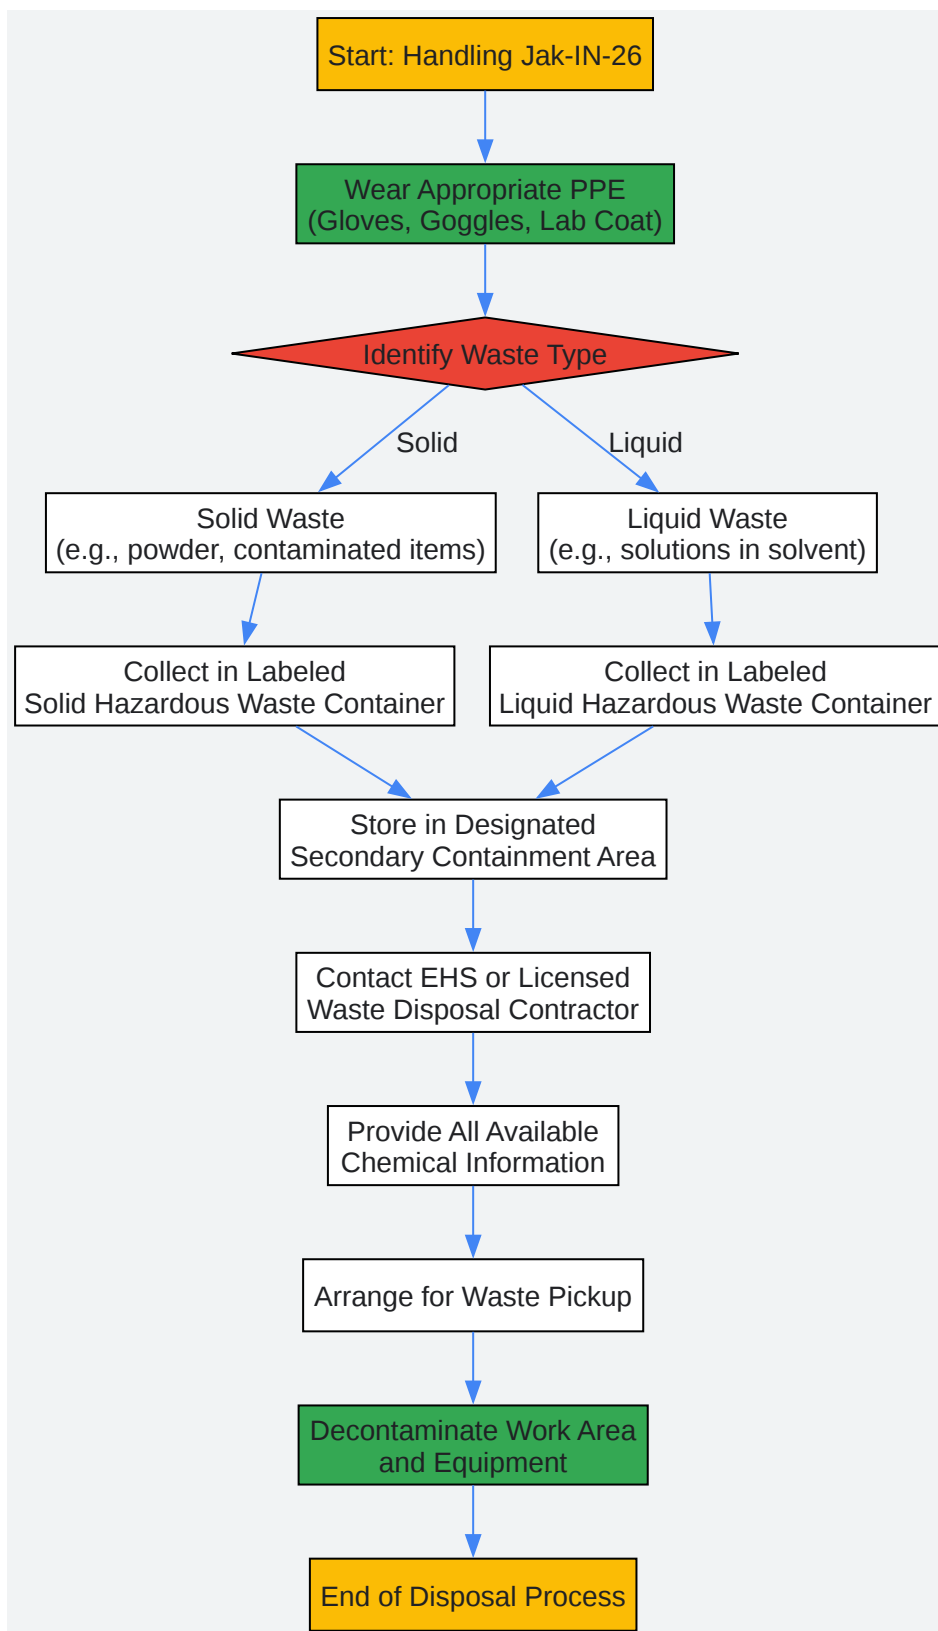 Start: Handling Jak-IN-26
Wear Appropriate PPE
(Gloves, Goggles, Lab Coat)
Identify Waste Type
Solid
Liquid
Solid Waste
(e.g., powder, contaminated items)
Liquid Waste
(e.g., solutions in solvent)
Collect in Labeled
Solid Hazardous Waste Container
Collect in Labeled
Liquid Hazardous Waste Container
Store in Designated
Secondary Containment Area
Contact EHS or Licensed
Waste Disposal Contractor
Provide All Available
Chemical Information
Arrange for Waste Pickup
Decontaminate Work Area
and Equipment
End of Disposal Process